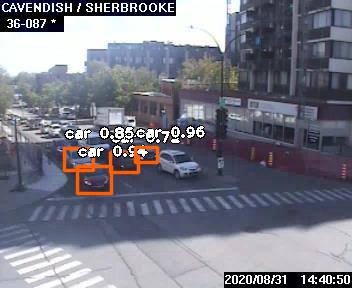 CAVENDISH / SHERBROOKE
36-087 *
car 0.85
car 0.96
car 0.94
2020/08/31 14:40:50